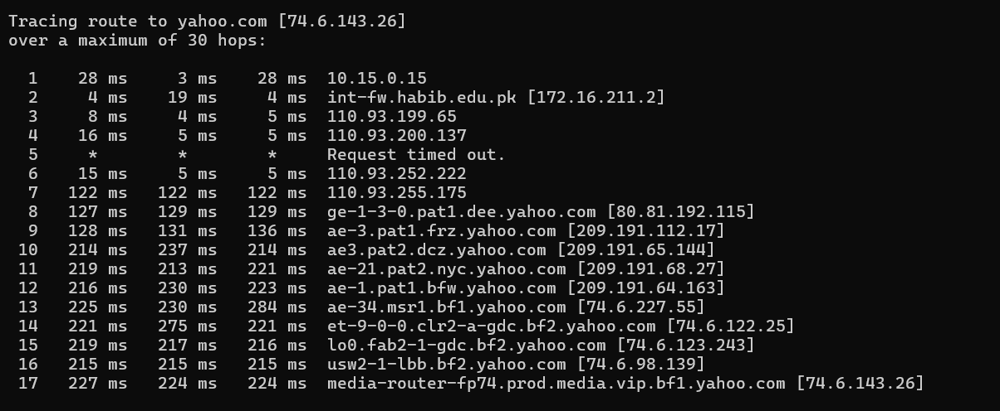 Tracing route to yahoo.com [74.6.143.26]
over a maximum of 30 hops:
1 28 ms 3 ms 28 ms 10.15.0.15
2 4 ms 19 ms 4 ms int-fw.habib.edu.pk [172.16.211.2]
3 8 ms 4 ms 5 ms 110.93.199.65
4 16 ms 5 ms 5 ms 110.93.200.137
5 * * * Request timed out.
6 15 ms 5 ms 5 ms 110.93.252.222
7 122 ms 122 ms 122 ms 110.93.255.175
8 127 ms 129 ms 129 ms ge-1-3-0.pat1.dee.yahoo.com [80.81.192.115]
9 128 ms 131 ms 136 ms ae-3.pat1.frz.yahoo.com [209.191.112.17]
10 214 ms 237 ms 214 ms ae3.pat2.dcz.yahoo.com [209.191.65.144]
11 219 ms 213 ms 221 ms ae-21.pat2.nyc.yahoo.com [209.191.68.27]
12 216 ms 230 ms 223 ms ae-1.pat1.bfw.yahoo.com [209.191.64.163]
13 225 ms 230 ms 284 ms ae-34.msr1.bf1.yahoo.com [74.6.227.55]
14 221 ms 275 ms 221 ms et-9-0-0.clr2-a-gdc.bf2.yahoo.com [74.6.122.25]
15 219 ms 217 ms 216 ms lo0.fab2-1-gdc.bf2.yahoo.com [74.6.123.243]
16 215 ms 215 ms 215 ms usw2-1-lbb.bf2.yahoo.com [74.6.98.139]
17 227 ms 224 ms 224 ms media-router-fp74.prod.media.vip.bf1.yahoo.com [74.6.143.26]